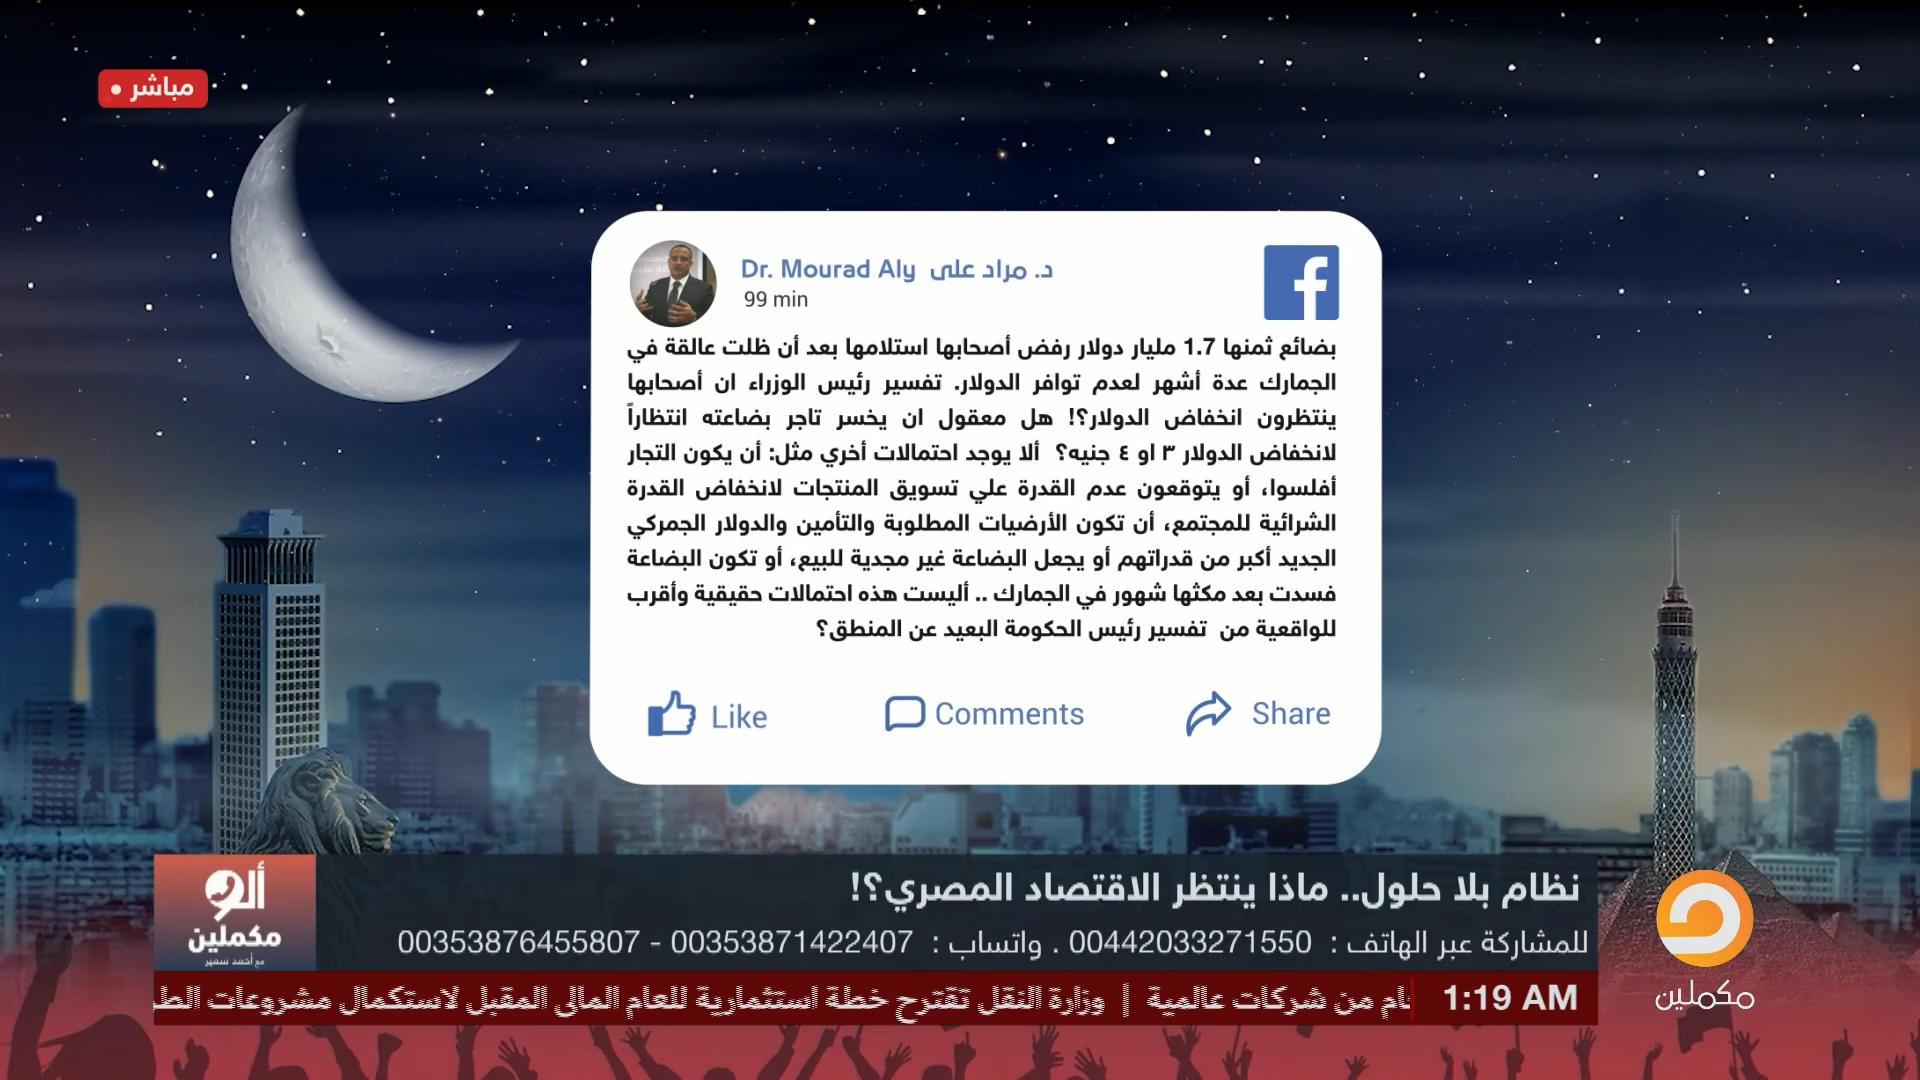 مباشر
Dr. Mourad Aly د. مراد على
99 min
بضائع ثمنها 1.7 مليار دولار رفض أصحابها استلامها بعد أن ظلت عالقة في
الجمارك عدة أشهر لعدم توافر الدولار. تفسير رئيس الوزراء ان أصحابها
ينتظرون انخفاض الدولار؟! هل معقول ان يخسر تاجر بضاعته انتظاراً
لانخفاض الدولار ٣ او ٤ جنيه؟ ألا يوجد احتمالات أخري مثل: أن يكون التجار
أفلسوا، أو يتوقعون عدم القدرة علي تسويق المنتجات لانخفاض القدرة
الشرائية للمجتمع، أن تكون الأرضيات المطلوبة والتأمين والدولار الجمركي
الجديد أكبر من قدراتهم أو يجعل البضاعة غير مجدية للبيع، أو تكون البضاعة
فسدت بعد مكثها شهور في الجمارك .. أليست هذه احتمالات حقيقية وأقرب
للواقعية من تفسير رئيس الحكومة البعيد عن المنطق؟
Like
Comments
Share
نظام بلا حلول.. ماذا ينتظر الاقتصاد المصري؟!
للمشاركة عبر الهاتف : 00442033271550 . واتساب : 00353871422407 - 00353876455807
ألو
مكملين
مع أحمد سمير
1:19 AM
من شركات عالمية | وزارة النقل تقترح خطة استثمارية للعام المالى المقبل لاستكمال مشروعات
مكملين